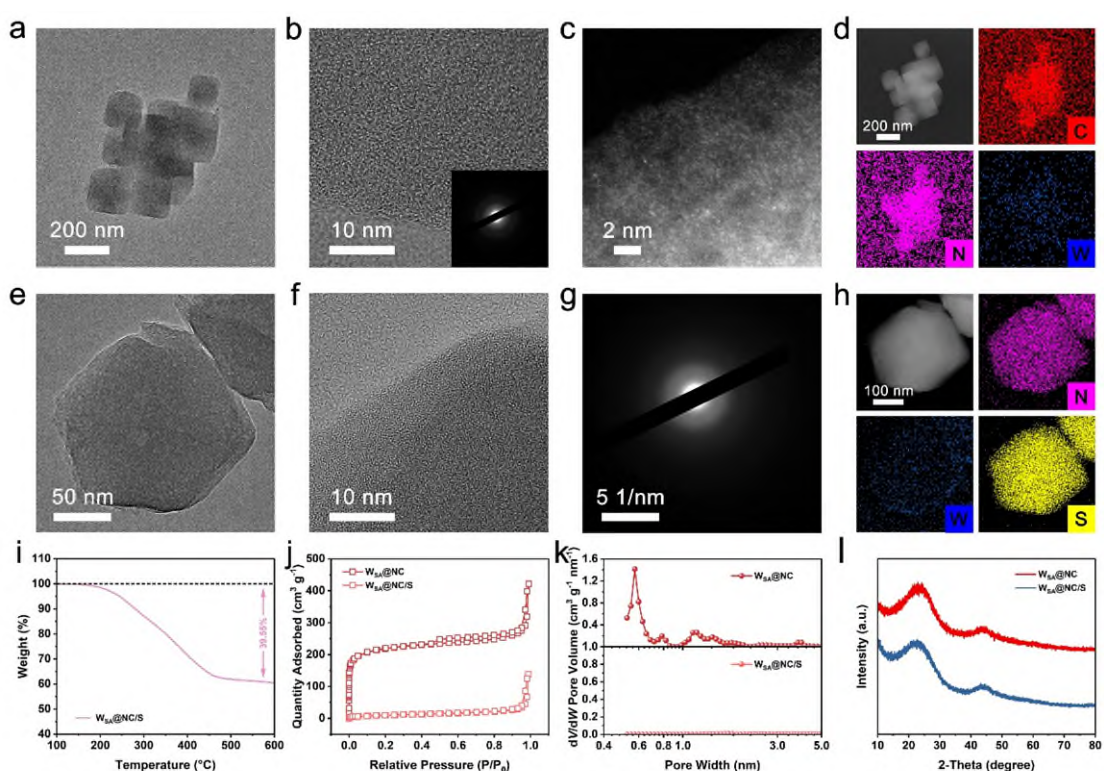 a
200 nm
b
10 nm
c
2 nm
d
200 nm
C
N
W
e
50 nm
f
10 nm
g
5 1/nm
h
100 nm
N
W
S
i
110
100
90
80
70
60
50
40
Weight (%)
39.55%
W_SA@NC/S
100 200 300 400 500 600
Temperature (°C)
j
500
400
300
200
100
0
Quantity Adsorbed (cm³ g⁻¹)
W_SA@NC
W_SA@NC/S
0.0 0.2 0.4 0.6 0.8 1.0
Relative Pressure (P/P₀)
k
1.6
1.4
1.2
1.0
0.8
0.6
0.4
0.2
0.0
dV/dW Pore Volume (cm³ g⁻¹ nm⁻¹)
W_SA@NC
W_SA@NC/S
0.4 0.6 0.8 1.0 3.0 5.0
Pore Width (nm)
l
Intensity (a.u.)
W_SA@NC
W_SA@NC/S
10 20 30 40 50 60 70 80
2-Theta (degree)